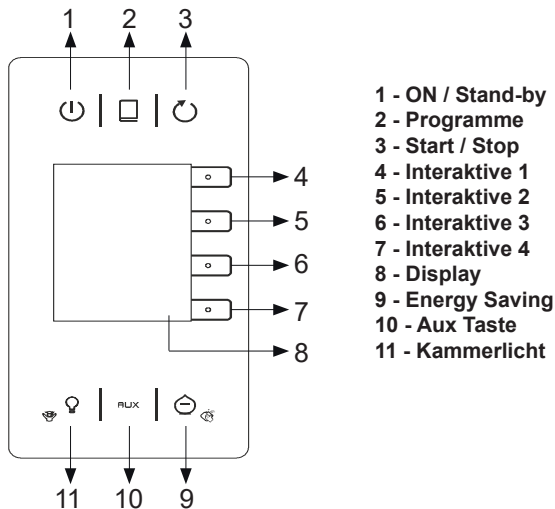 1 2 3
4
5
6
7
8
AUX
11 10 9
1 - ON / Stand-by
2 - Programme
3 - Start / Stop
4 - Interaktive 1
5 - Interaktive 2
6 - Interaktive 3
7 - Interaktive 4
8 - Display
9 - Energy Saving
10 - Aux Taste
11 - Kammerlicht